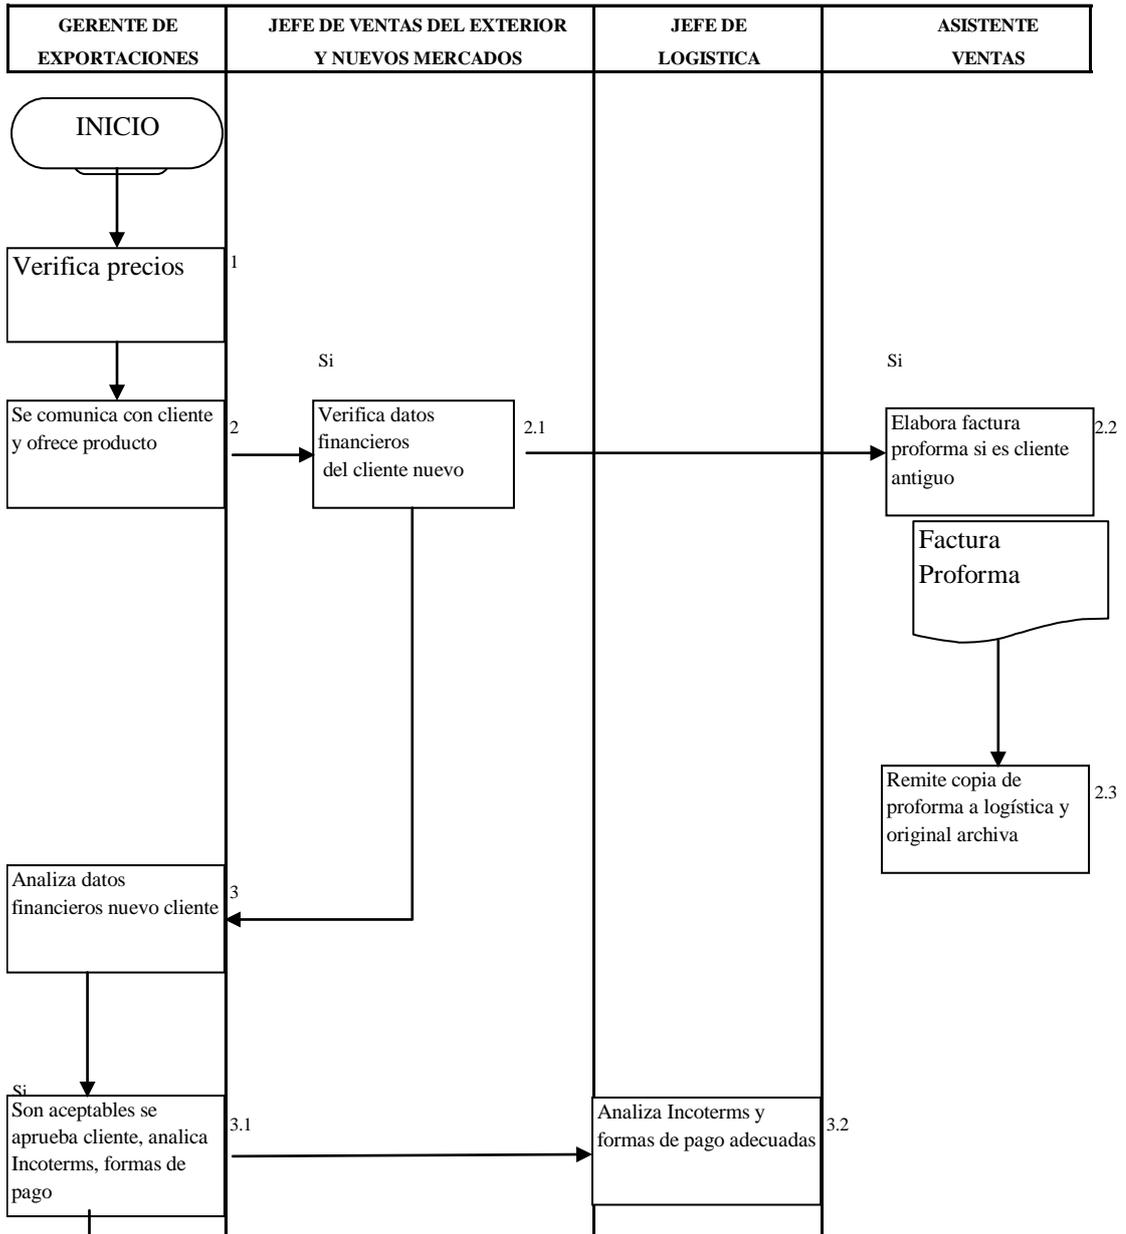 GERENTE DE
EXPORTACIONES
JEFE DE VENTAS DEL EXTERIOR
Y NUEVOS MERCADOS
JEFE DE
LOGISTICA
ASISTENTE
VENTAS
INICIO
Verifica precios
1
Si
Si
Se comunica con cliente
y ofrece producto
2
Verifica datos
financieros
del cliente nuevo
2.1
Elabora factura
proforma si es cliente
antiguo
2.2
Factura
Proforma
Remite copia de
proforma a logística y
original archiva
2.3
Analiza datos
financieros nuevo cliente
3
Si
Son aceptables se
aprueba cliente, analica
Incoterms, formas de
pago
3.1
Analiza Incoterms y
formas de pago adecuadas
3.2